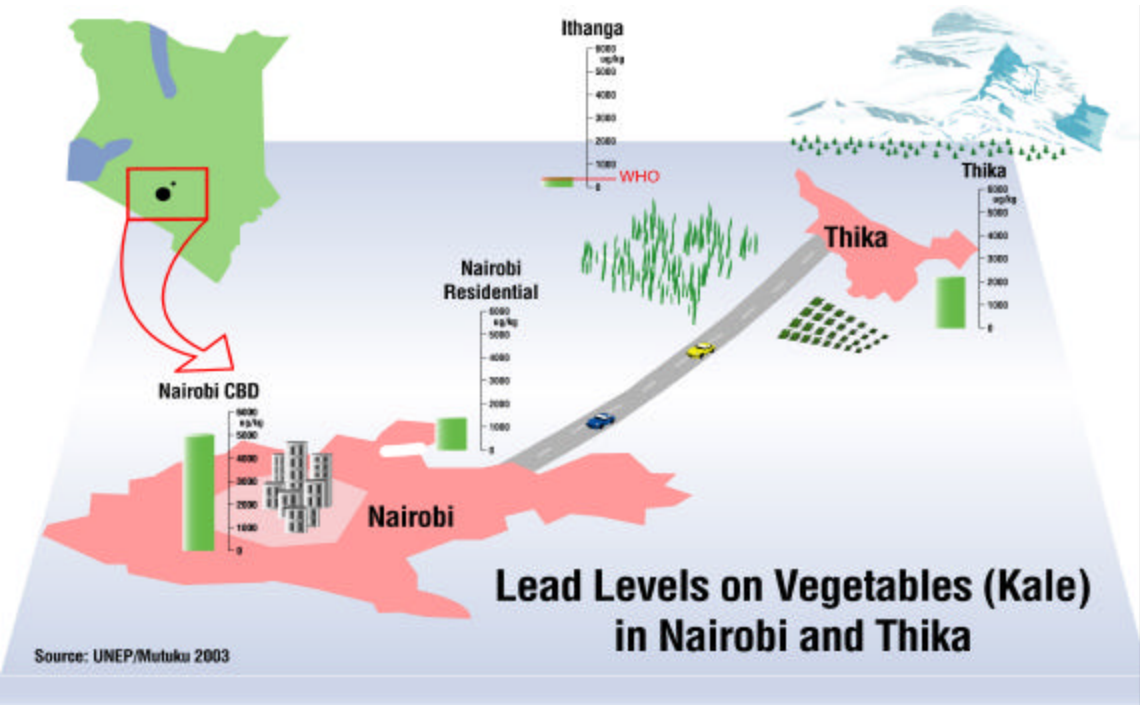 Ithanga
6000
ug/kg
5000
4000
3000
2000
1000
0
WHO
Thika
6000
ug/kg
5000
4000
3000
2000
1000
0
Thika
Nairobi
Residential
6000
ug/kg
5000
4000
3000
2000
1000
0
Nairobi CBD
6000
ug/kg
5000
4000
3000
2000
1000
0
Nairobi
Lead Levels on Vegetables (Kale)
in Nairobi and Thika
Source: UNEP/Mutuku 2003